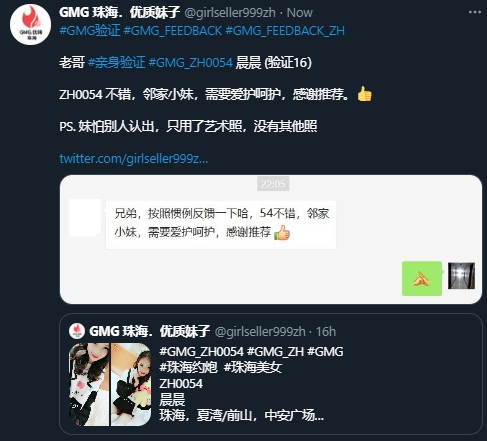 GMG 珠海．优质妹子 @girlseller999zh · Now
GMG 优妹
珠海
#GMG验证 #GMG_FEEDBACK #GMG_FEEDBACK_ZH
老哥 #亲身验证 #GMG_ZH0054 晨晨 (验证16）
ZH0054 不错，邻家小妹，需要爱护呵护，感谢推荐。👍
PS. 妹怕别人认出，只用了艺术照，没有其他照
twitter.com/girlseller999z...
22:05
兄弟，按照惯例反馈一下哈，54不错，邻家
小妹，需要爱护呵护，感谢推荐 👍
🙏
GMG 珠海．优质妹子 @girlseller999zh · 16h
#GMG_ZH0054 #GMG_ZH #GMG
#珠海约炮 #珠海美女
ZH0054
晨晨
珠海，夏湾/前山，中安广场...